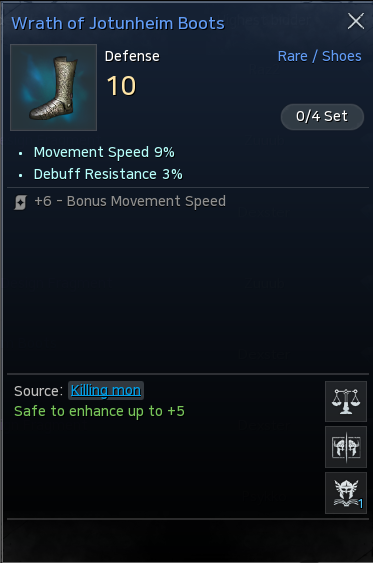 Wrath of Jotunheim Boots
Defense
Rare / Shoes
10
0/4 Set
• Movement Speed 9%
• Debuff Resistance 3%
+6 - Bonus Movement Speed
Source: Killing mon
Safe to enhance up to +5
1